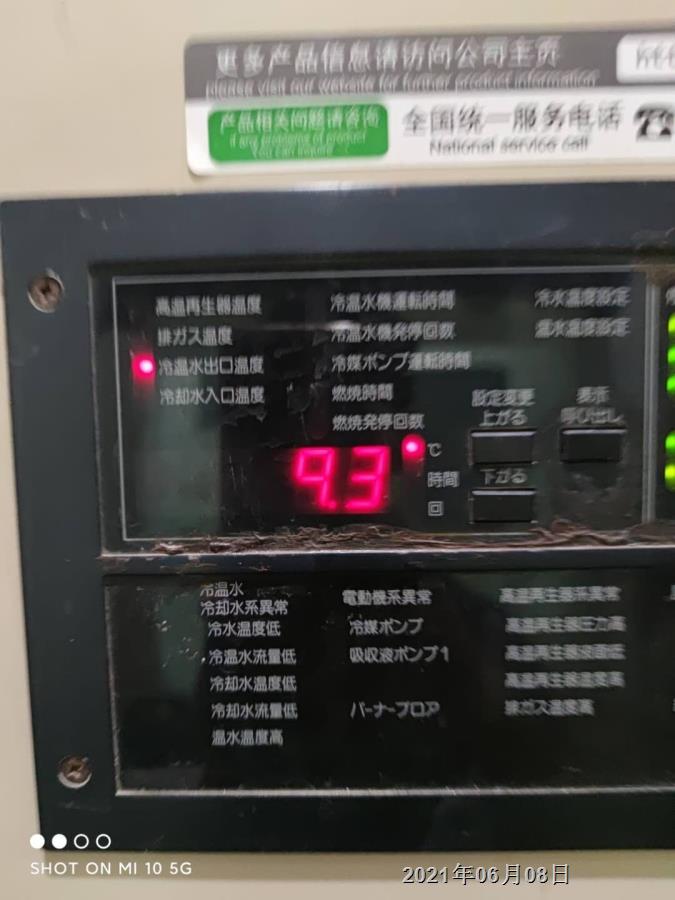 更多产品信息请访问公司主页
please visit our website for further product information
产品相关问题请咨询
If any problems of product
You can inquire
全国统一服务电话
National service call
高温再生器温度
冷温水機運転時間
冷水温度設定
排ガス温度
冷温水機発停回数
温水温度設定
冷温水出口温度
冷媒ポンプ運転時間
冷却水入口温度
燃焼時間
燃焼発停回数
設定変更
上がる
表示
呼び出し
9.3
℃
時間
回
下がる
冷温水
冷却水系異常
冷水温度低
冷温水流量低
冷却水温度低
冷却水流量低
温水温度高
電動機系異常
冷媒ポンプ
吸収液ポンプ1
バーナーブロア
高温再生器系異常
高温再生器圧力高
高温再生器液面低
高温再生器温度高
排ガス温度高
SHOT ON MI 10 5G
2021年06月08日